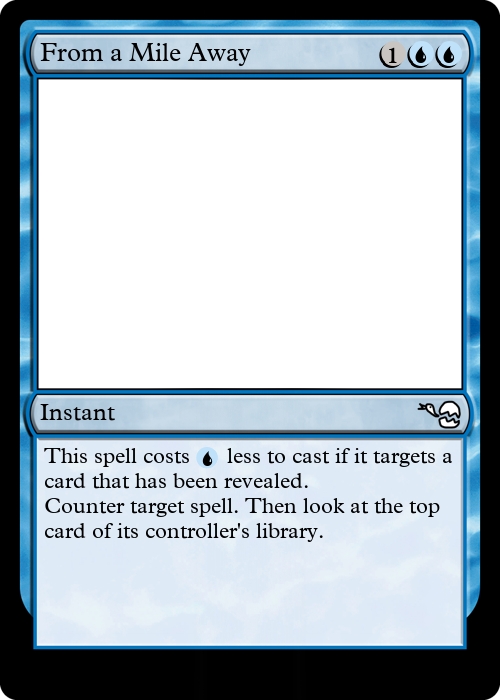 From a Mile Away 1
Instant
This spell costs less to cast if it targets a
card that has been revealed.
Counter target spell. Then look at the top
card of its controller's library.